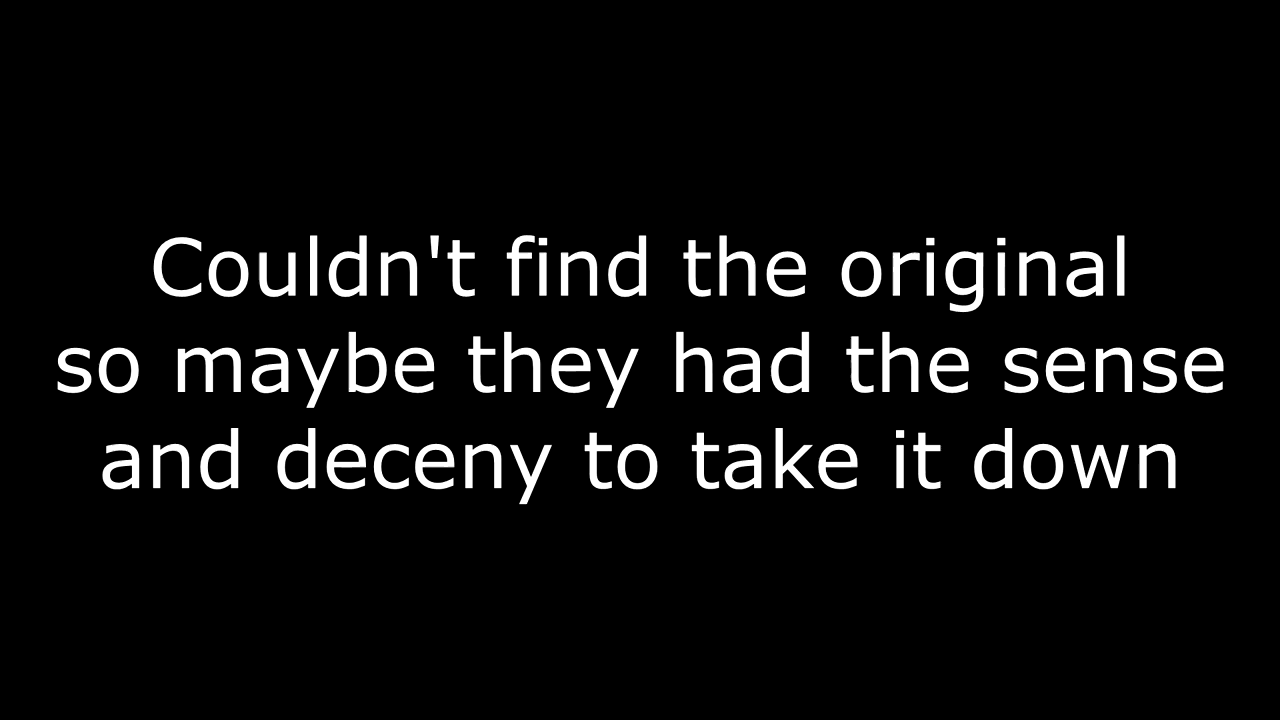 Couldn't find the original
so maybe they had the sense
and deceny to take it down